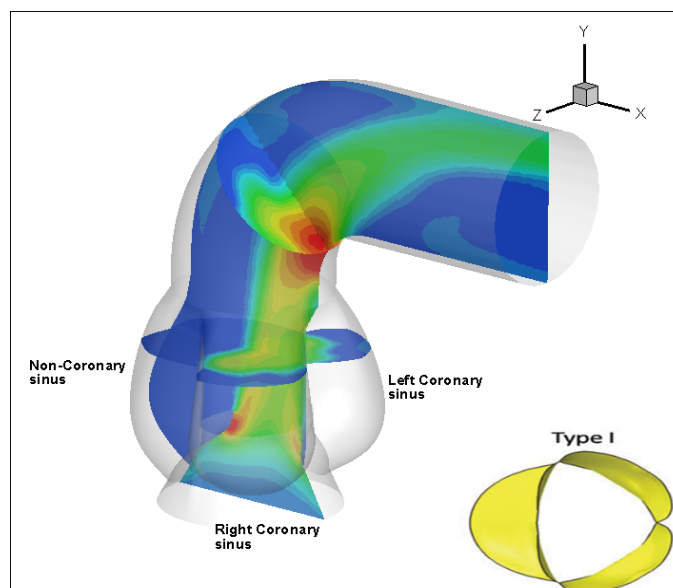 Y
Z
X
Non-Coronary
sinus
Left Coronary
sinus
Type I
Right Coronary
sinus